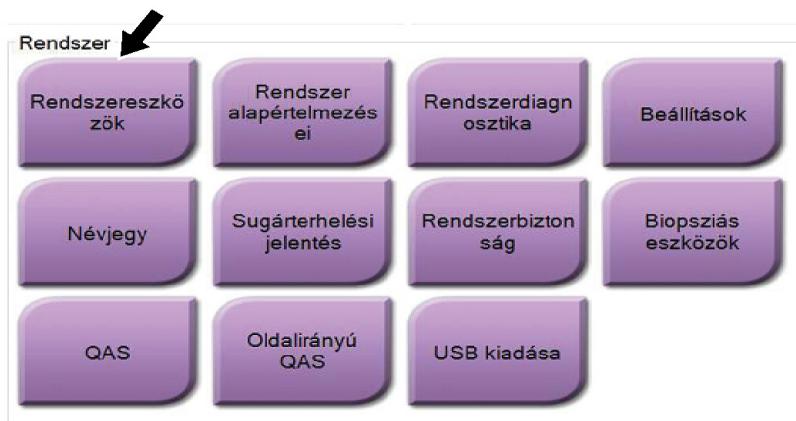 Rendszer
Rendszereszkö
zök
Rendszer
alapértelmezés
ei
Rendszerdiagn
osztika
Beállítások
Névjegy
Sugárterhelési
jelentés
Rendszerbizton
ság
Biopsziás
eszközök
QAS
Oldalirányú
QAS
USB kiadása